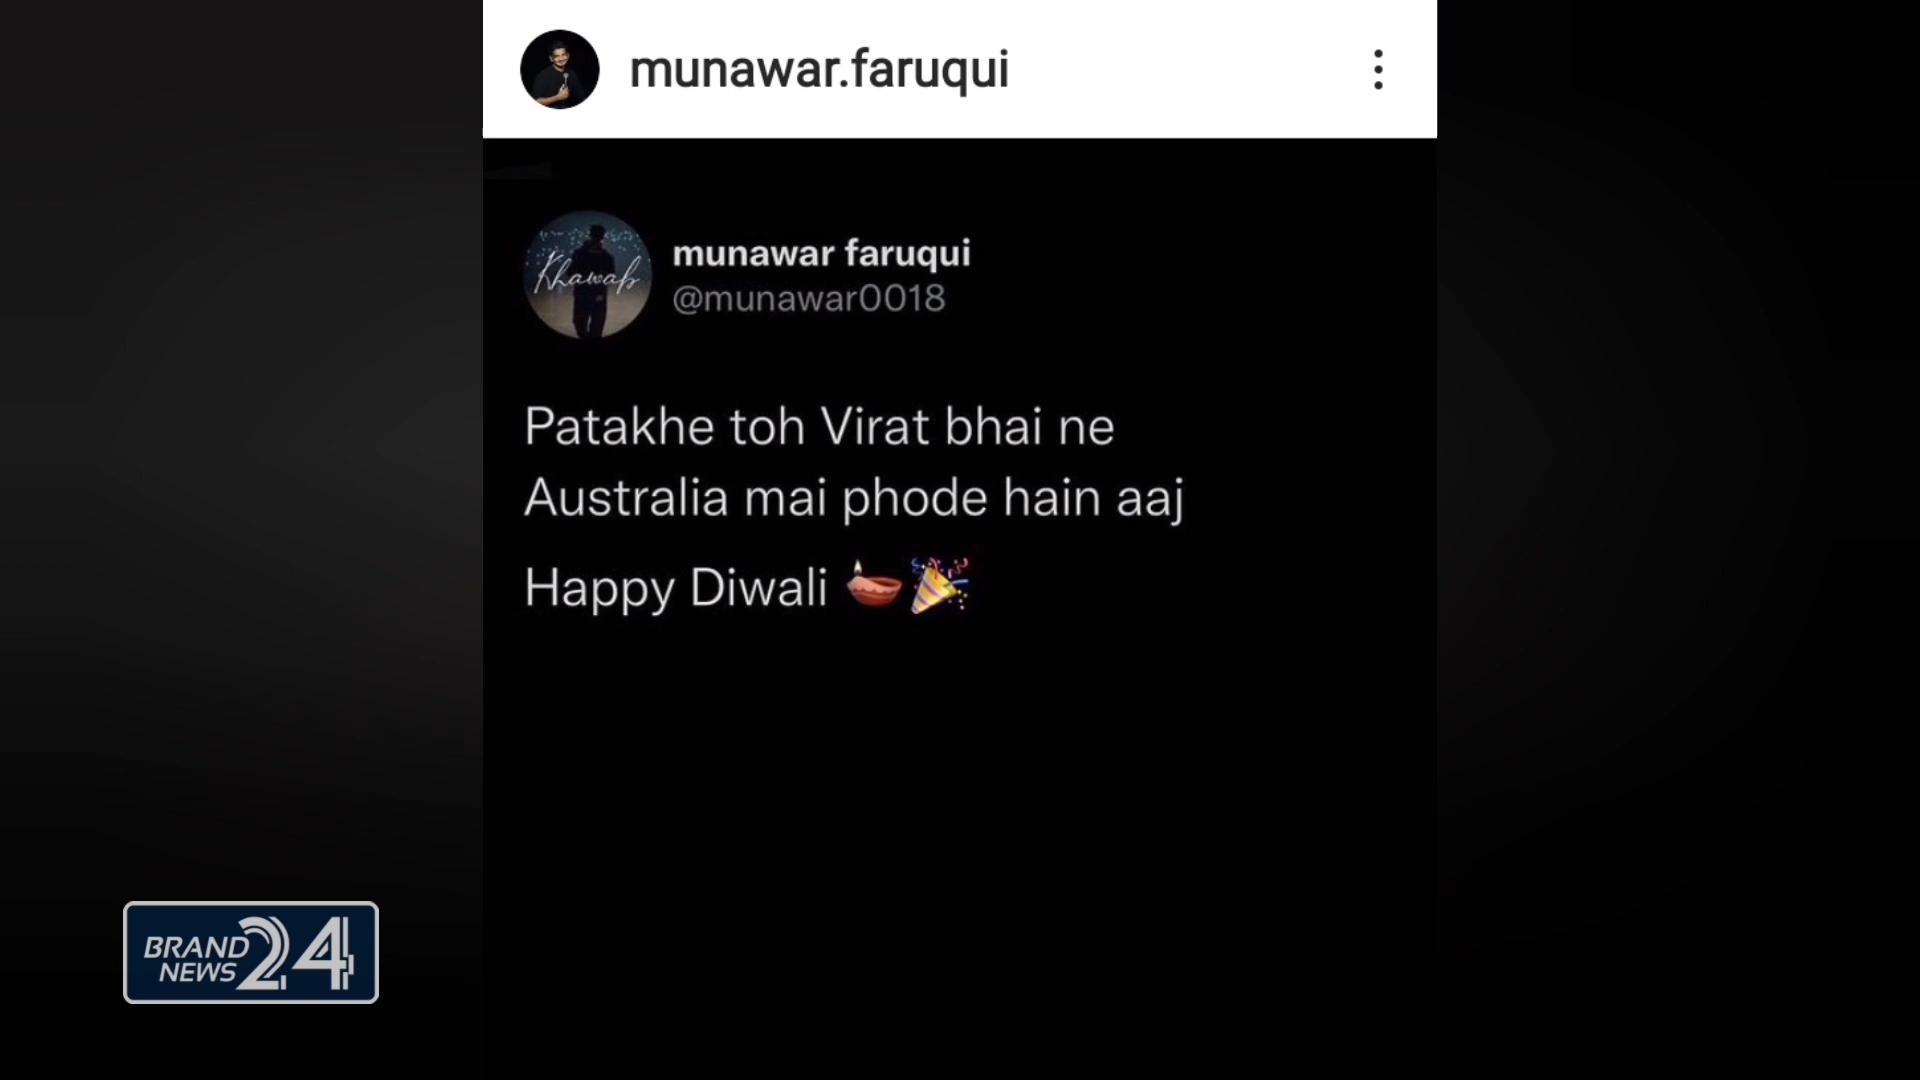 munawar.faruqui
Khawab
munawar faruqui
@munawar0018
Patakhe toh Virat bhai ne
Australia mai phode hain aaj
Happy Diwali 🪔🎉
BRAND
NEWS 24